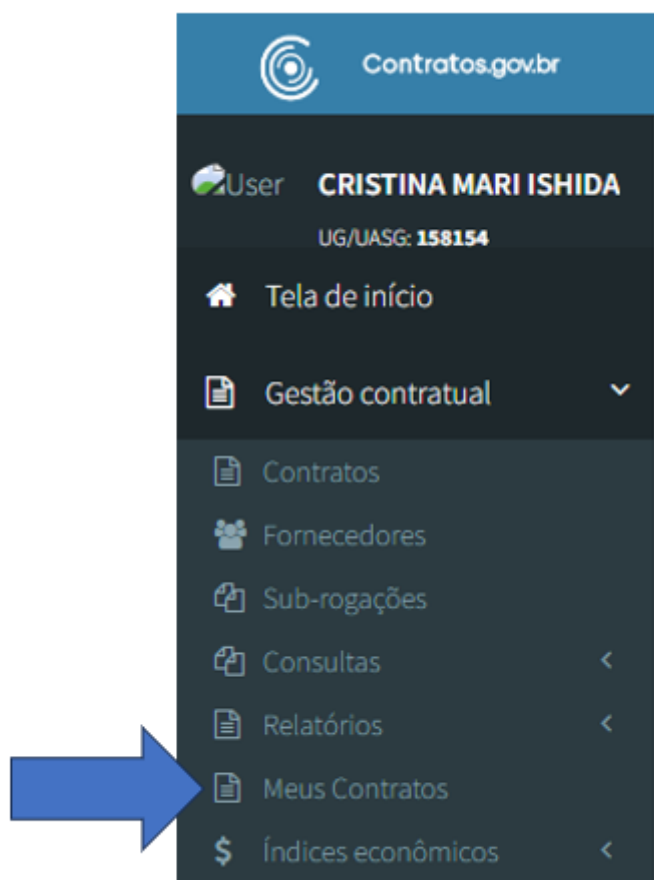 Contratos.gov.br
User CRISTINA MARI ISHIDA
UG/UASG: 158154
Tela de início
Gestão contratual
Contratos
Fornecedores
Sub-rogações
Consultas
Relatórios
Meus Contratos
$ Índices econômicos